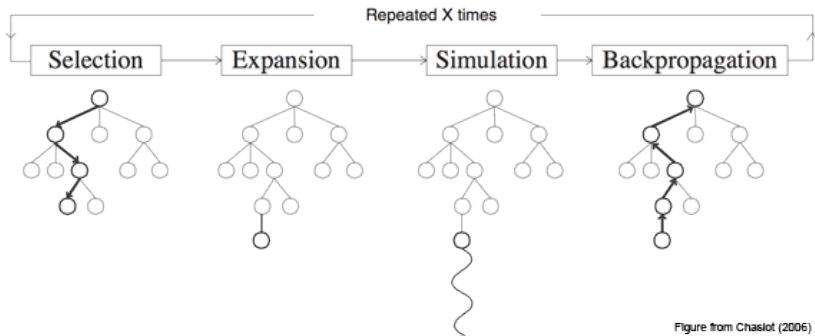 Repeated X times
Selection Expansion Simulation Backpropagation
Figure from Chaslot (2006)